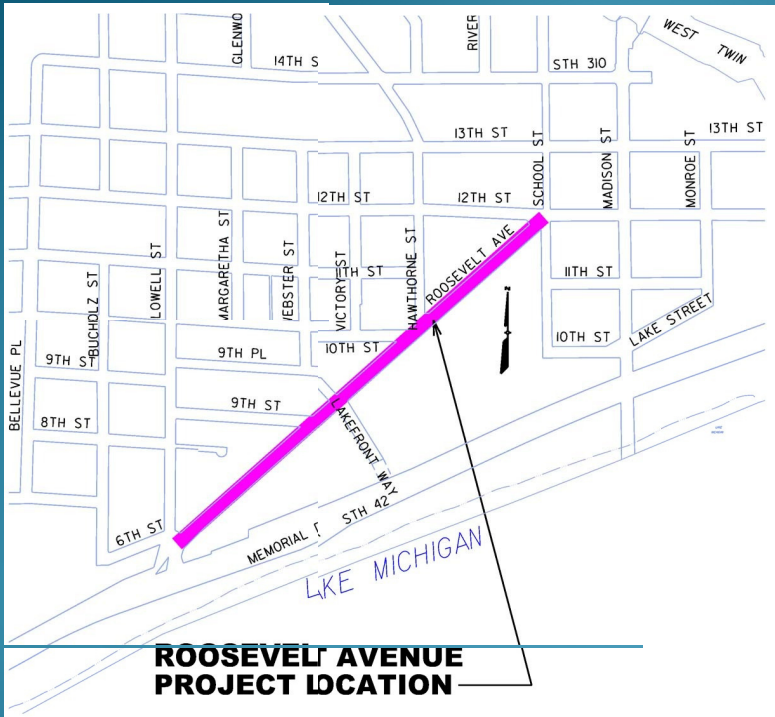 GLENWO
RIVER
WEST TWIN
14TH S
STH 310
13TH ST
13TH ST
SCHOOL ST
MADISON ST
MONROE ST
12TH ST
12TH ST
BUCHOLZ ST
LOWELL ST
MARGARETHA ST
WEBSTER ST
VICTORY ST
HAWTHORNE ST
ROOSEVELT AVE
11TH ST
11TH ST
N
BELLEVUE PL
9TH ST
9TH PL
10TH ST
10TH ST
LAKE STREET
8TH ST
9TH ST
LAKEFRONT WAY
6TH ST
MEMORIAL D
STH 42
LAKE MICHIGAN
ROOSEVELT AVENUE
PROJECT LOCATION